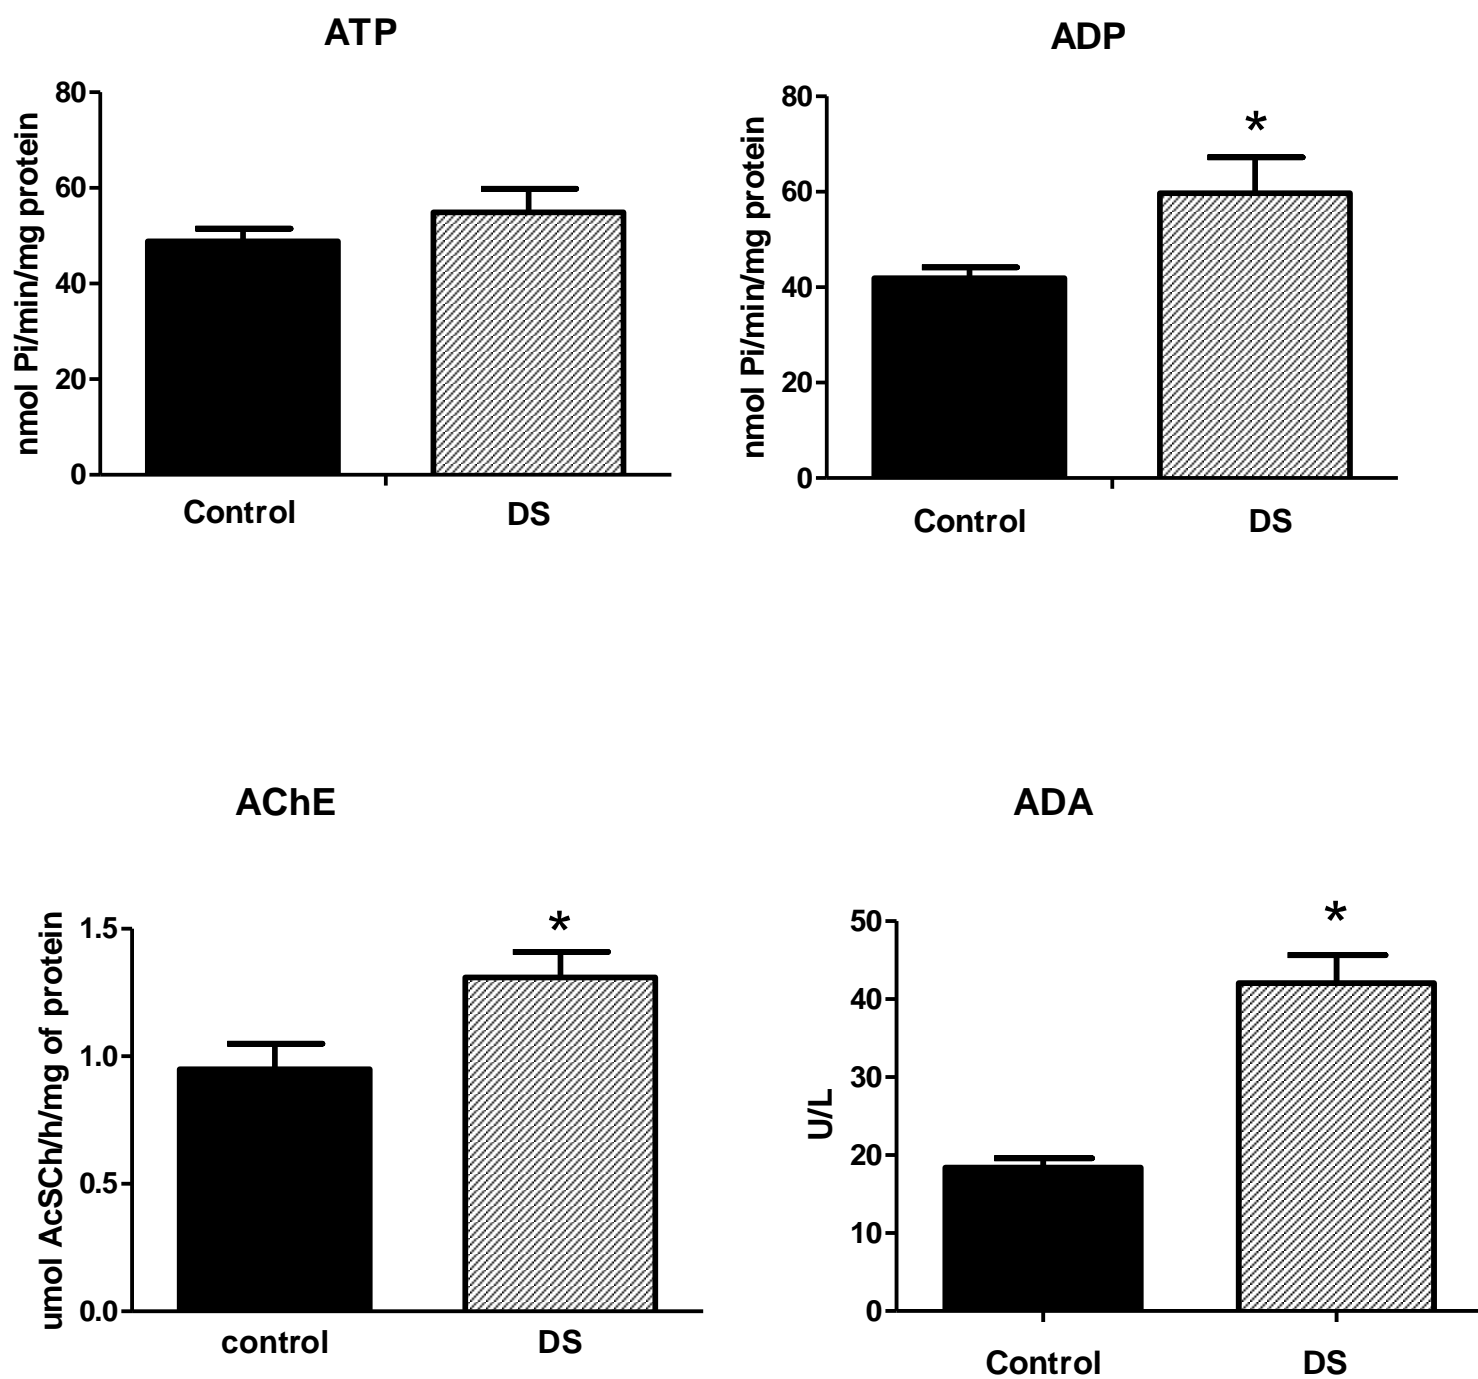 ATP
80
60
40
20
0
nmol Pi/min/mg protein
Control DS
ADP
80
60
40
20
0
nmol Pi/min/mg protein
*
Control DS
AChE
1.5
1.0
0.5
0.0
umol AcSCh/h/mg of protein
*
control DS
ADA
50
40
30
20
10
0
U/L
*
Control DS